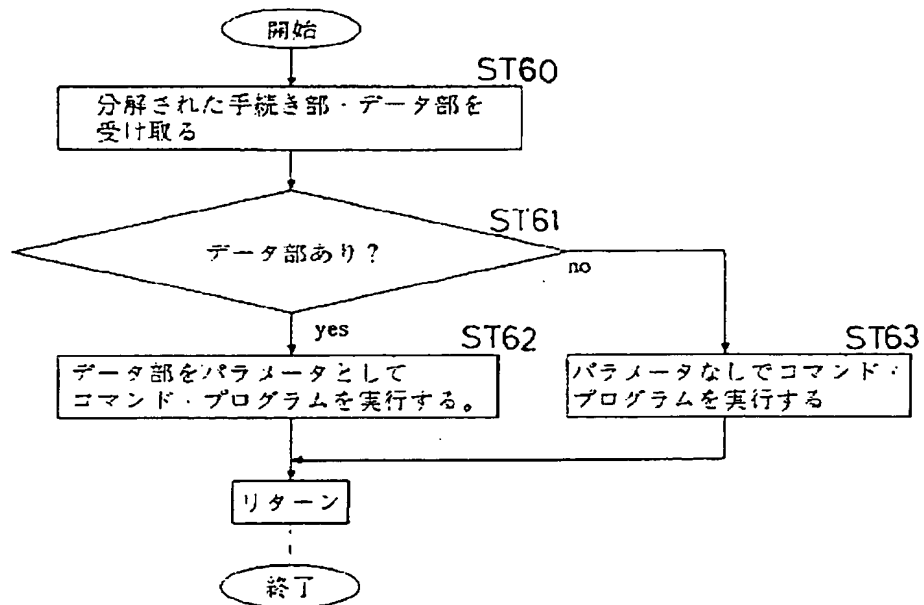 開始
ST60
分解された手続き部・データ部を
受け取る
ST61
データ部あり?
no
yes
ST62
データ部をパラメータとして
コマンド・プログラムを実行する。
ST63
パラメータなしでコマンド・
プログラムを実行する
リターン
終了